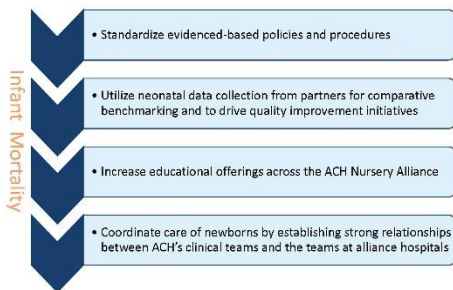 Infant Mortality
• Standardize evidenced-based policies and procedures
• Utilize neonatal data collection from partners for comparative
benchmarking and to drive quality improvement initiatives
• Increase educational offerings across the ACH Nursery Alliance
• Coordinate care of newborns by establishing strong relationships
between ACH's clinical teams and the teams at alliance hospitals